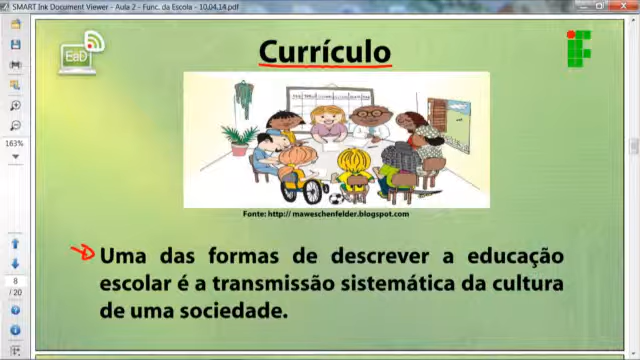 SMART Ink Document Viewer - Aula 2 - Func. da Escola - 10.04.14.pdf
EaD
Currículo
Fonte: http:// maweschenfelder.blogspot.com
163%
Uma das formas de descrever a educação
escolar é a transmissão sistemática da cultura
de uma sociedade.
8
/ 20